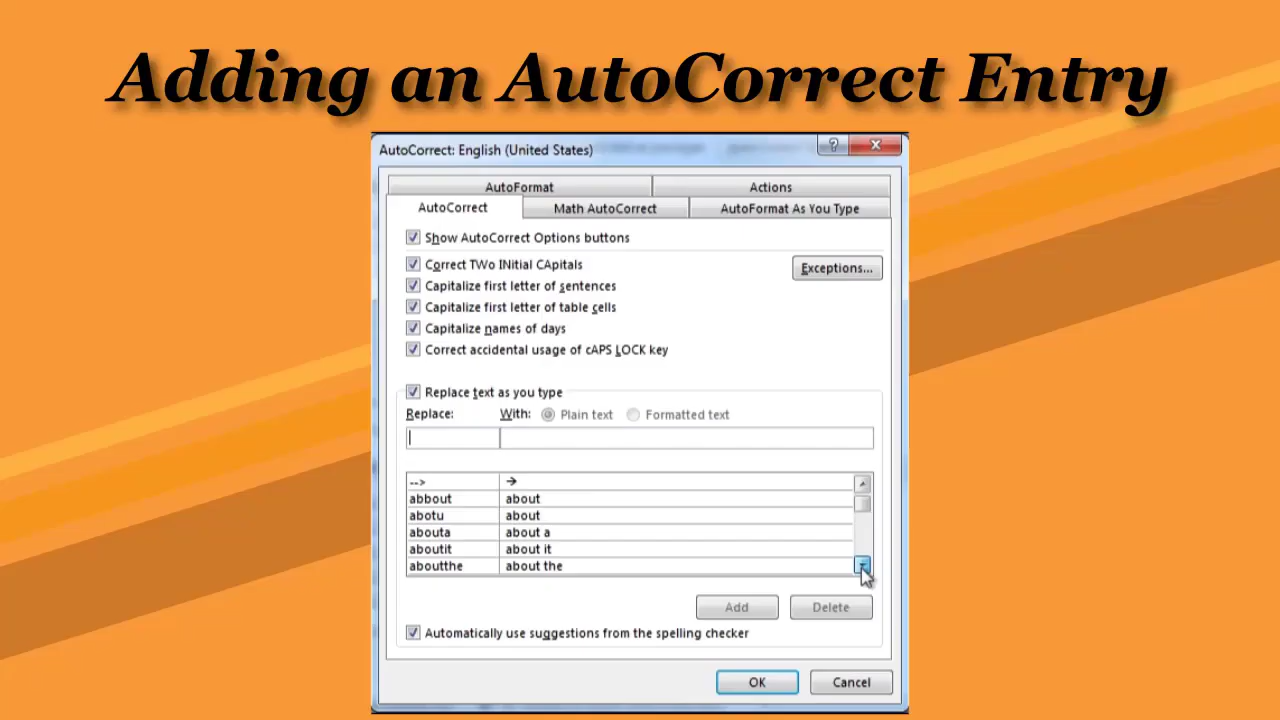 Adding an AutoCorrect Entry
AutoCorrect: English (United States)
?
AutoFormat Actions
AutoCorrect Math AutoCorrect AutoFormat As You Type
Show AutoCorrect Options buttons
Correct TWo INitial CApitals Exceptions...
Capitalize first letter of sentences
Capitalize first letter of table cells
Capitalize names of days
Correct accidental usage of cAPS LOCK key
Replace text as you type
Replace: With: Plain text Formatted text
--> →
abbout about
abotu about
abouta about a
aboutit about it
aboutthe about the
Add Delete
Automatically use suggestions from the spelling checker
OK Cancel